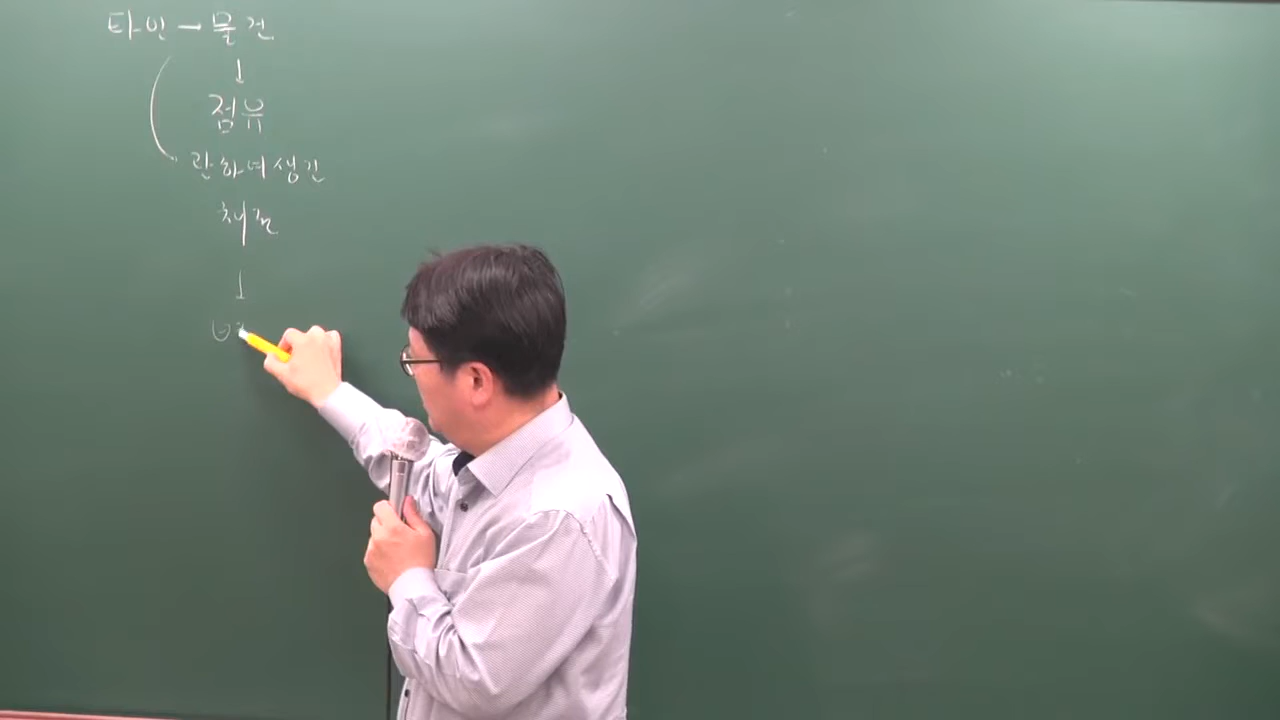 타인 → 물건
↓
점유
관하여 생긴
채권
↓